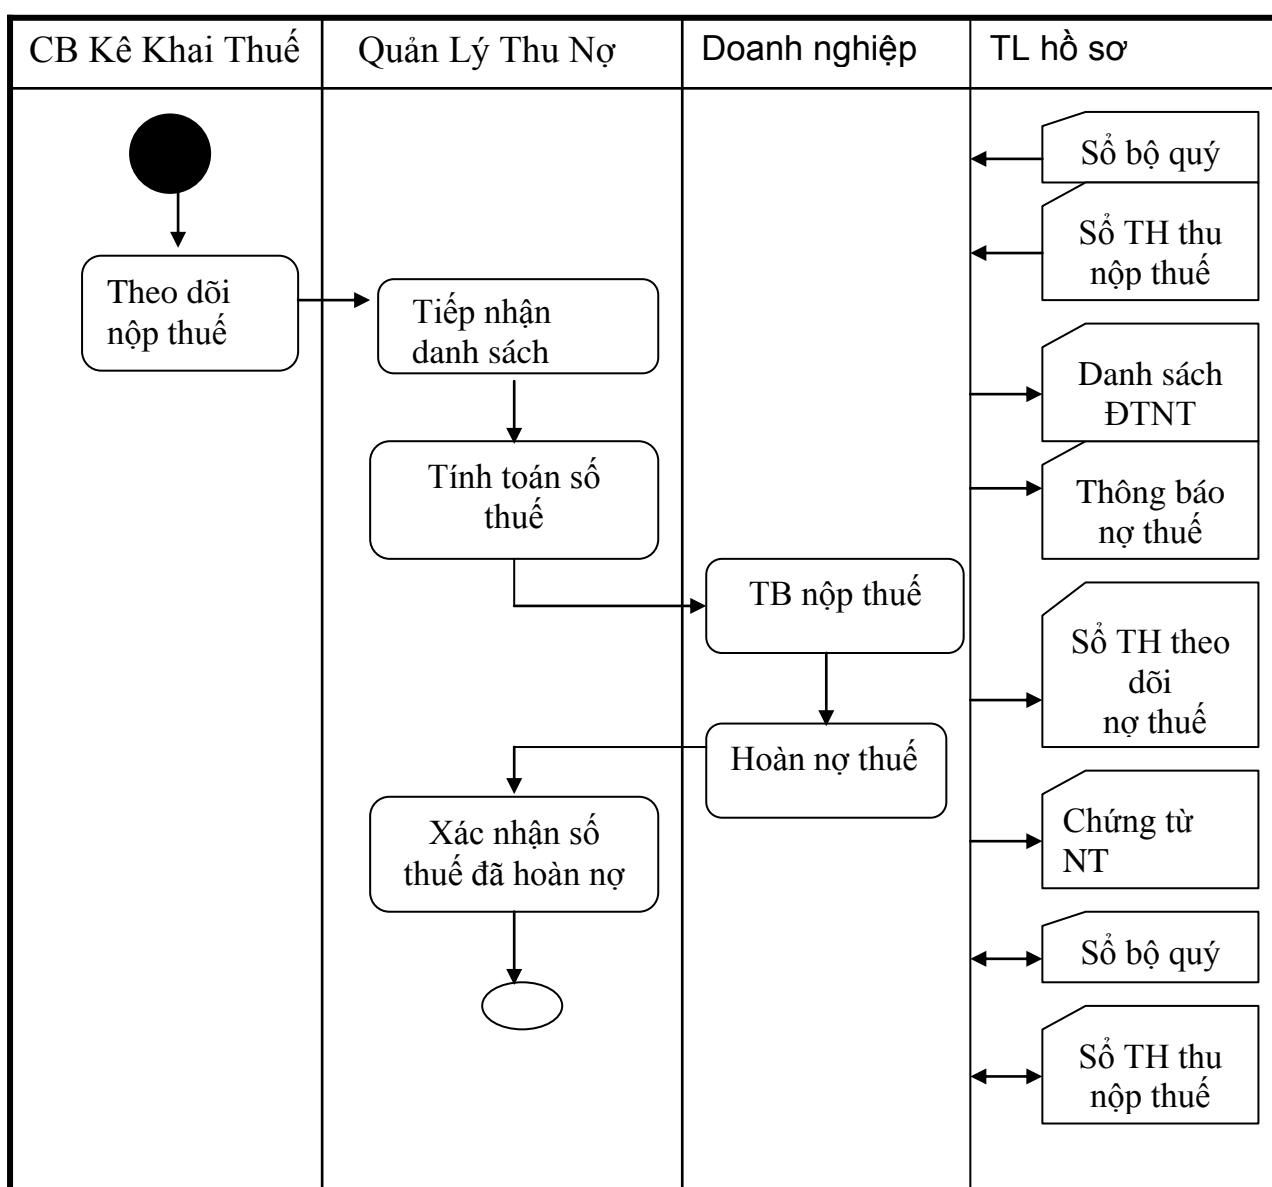 CB Kê Khai Thuế
Quản Lý Thu Nợ
Doanh nghiệp
TL hồ sơ
Sổ bộ quý
Sổ TH thu
nộp thuế
Theo dõi
nộp thuế
Tiếp nhận
danh sách
Danh sách
ĐTNT
Tính toán số
thuế
Thông báo
nợ thuế
TB nộp thuế
Sổ TH theo
dõi
nợ thuế
Hoàn nợ thuế
Xác nhận số
thuế đã hoàn nợ
Chứng từ
NT
Sổ bộ quý
Sổ TH thu
nộp thuế